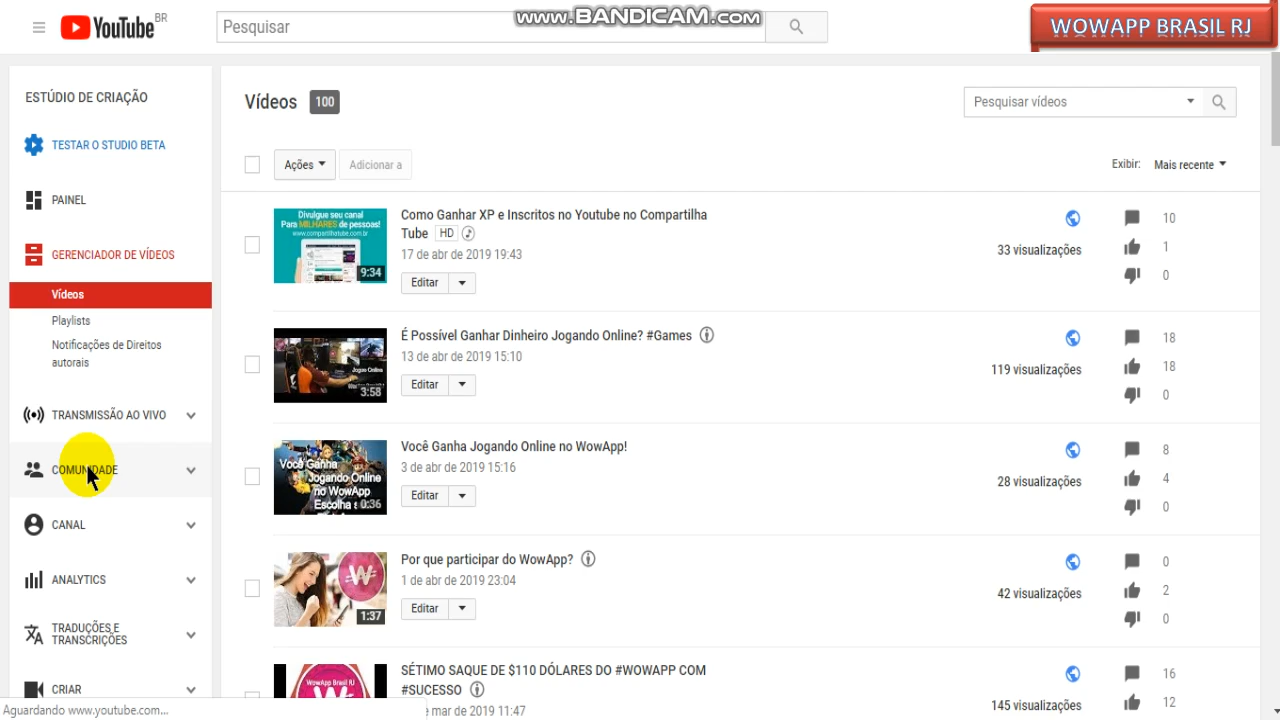 YouTube BR
Pesquisar
www.BANDICAM.com
WOWAPP BRASIL RJ
ESTÚDIO DE CRIAÇÃO
TESTAR O STUDIO BETA
PAINEL
GERENCIADOR DE VÍDEOS
Vídeos
Playlists
Notificações de Direitos
autorais
TRANSMISSÃO AO VIVO
COMUNIDADE
CANAL
ANALYTICS
TRADUÇÕES E
TRANSCRIÇÕES
CRIAR
Aguardando www.youtube.com...
Vídeos 100
Pesquisar vídeos
Ações
Adicionar a
Exibir: Mais recente
Divulgue seu canal
Para MILHARES de pessoas!
www.compartilhatube.com.br
9:34
Como Ganhar XP e Inscritos no Youtube no Compartilha
Tube HD
17 de abr de 2019 19:43
Editar
33 visualizações
10
1
0
Jogos Online
3:58
É Possível Ganhar Dinheiro Jogando Online? #Games
13 de abr de 2019 15:10
Editar
119 visualizações
18
18
0
Você Ganha
Jogando Online
no WowApp
Escolha
0:36
Você Ganha Jogando Online no WowApp!
3 de abr de 2019 15:16
Editar
28 visualizações
8
4
0
1:37
Por que participar do WowApp?
1 de abr de 2019 23:04
Editar
42 visualizações
0
2
0
WowApp Brasil RJ
SÉTIMO SAQUE DE $110 DÓLARES DO #WOWAPP COM
#SUCESSO
mar de 2019 11:47
145 visualizações
16
12